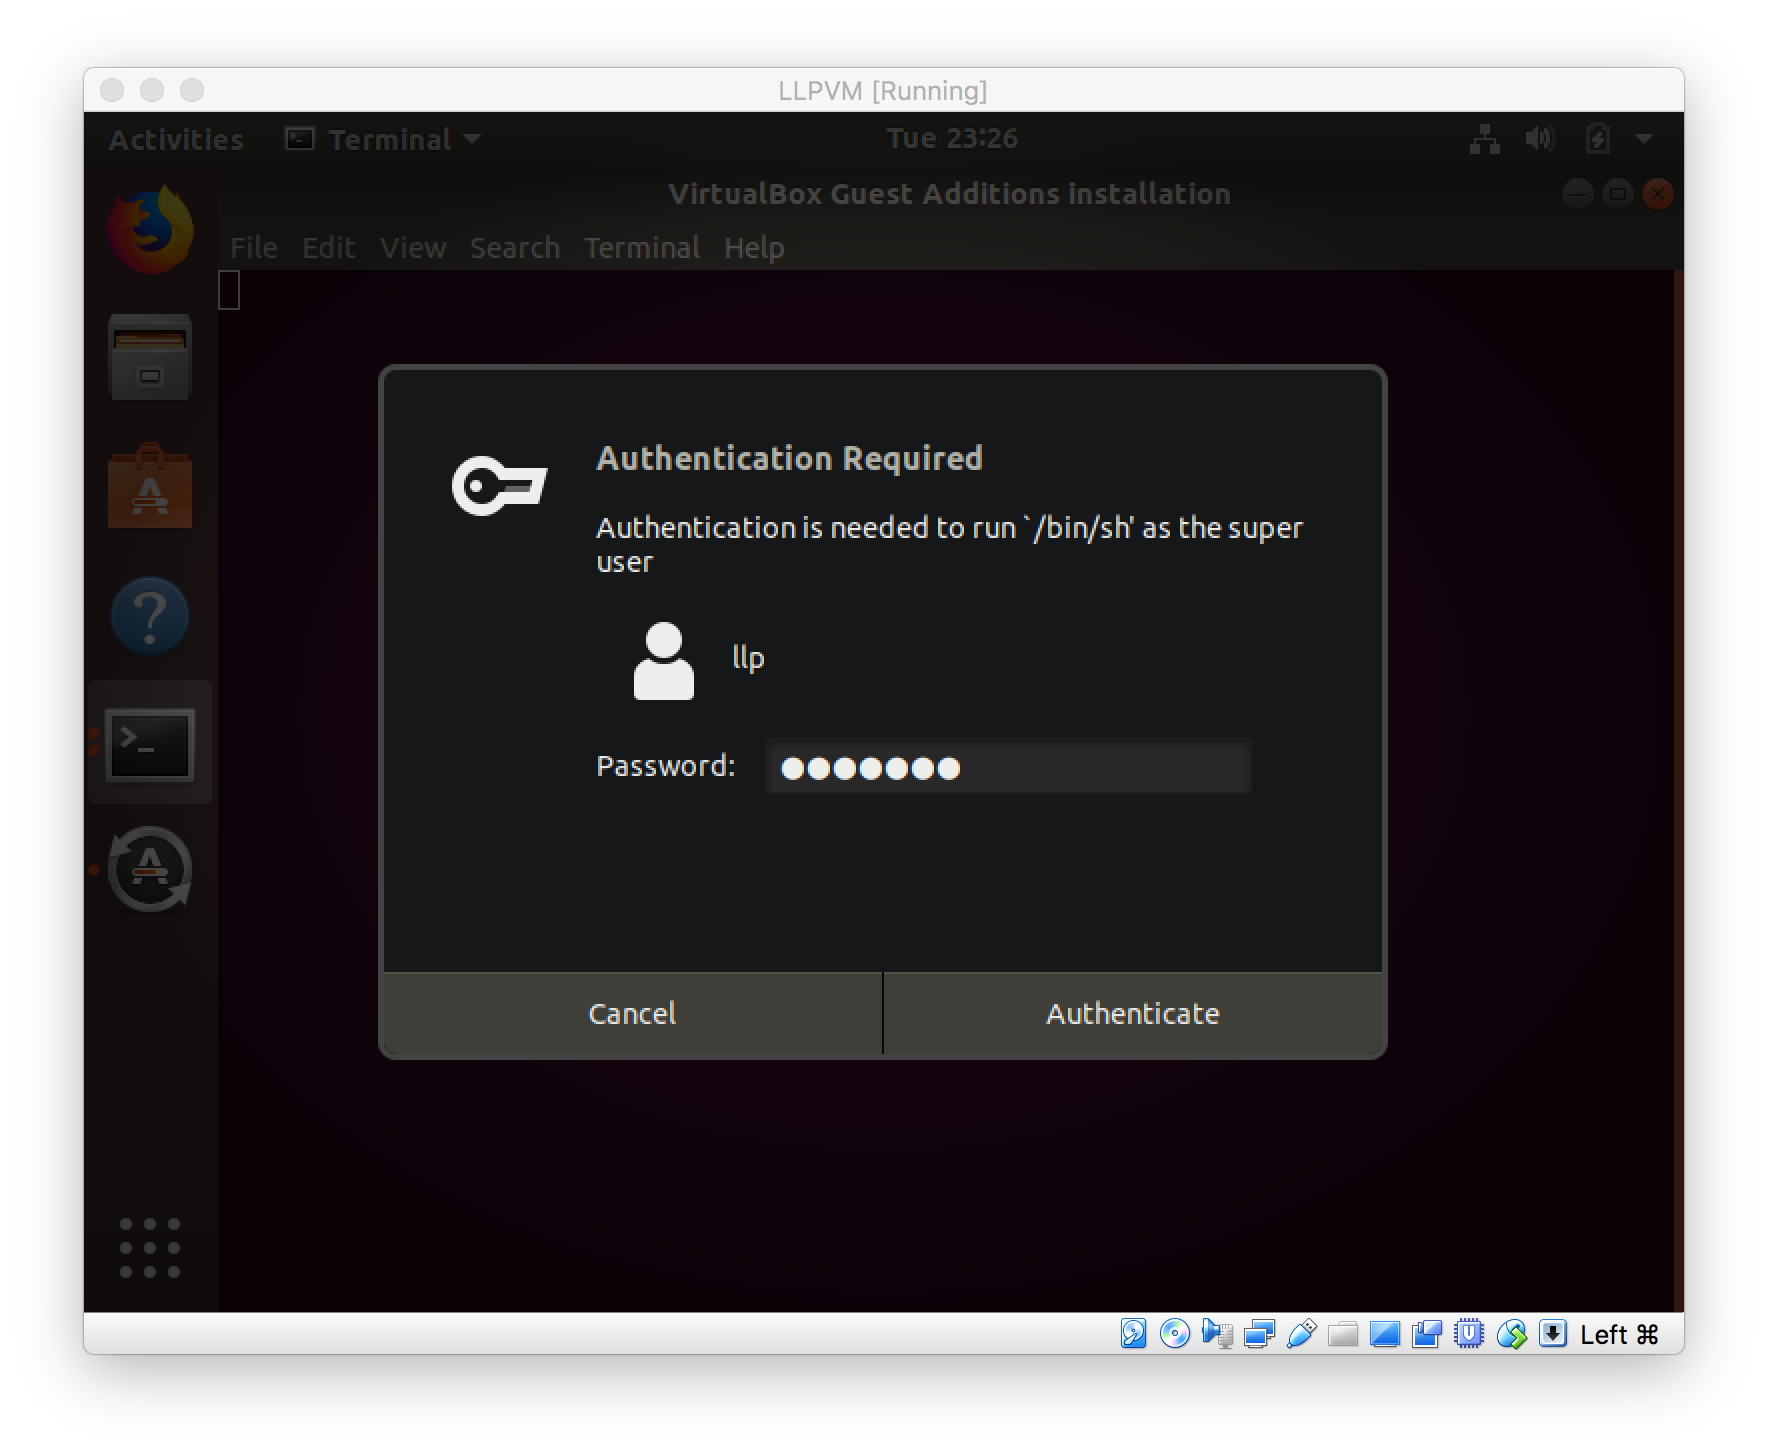 LLPVM [Running]
Activities Terminal Tue 23:26
VirtualBox Guest Additions installation
File Edit View Search Terminal Help
Authentication Required
Authentication is needed to run `/bin/sh' as the super
user
llp
Password: ●●●●●●●
Cancel Authenticate
Left ⌘